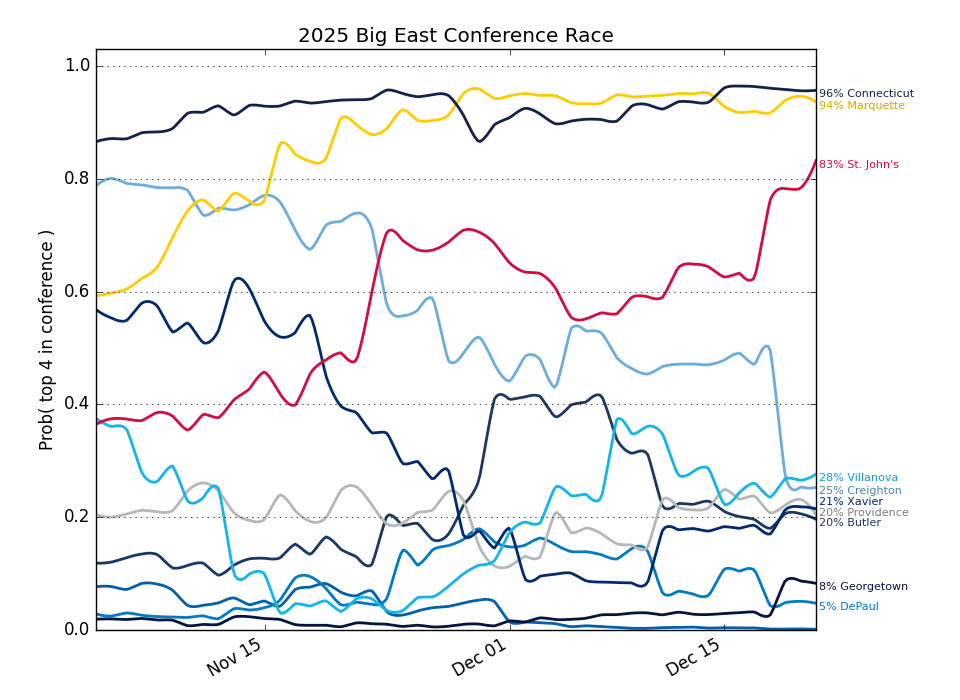 2025 Big East Conference Race
Prob( top 4 in conference )
1.0
0.8
0.6
0.4
0.2
0.0
Nov 15
Dec 01
Dec 15
96% Connecticut
94% Marquette
83% St. John's
28% Villanova
25% Creighton
21% Xavier
20% Providence
20% Butler
8% Georgetown
5% DePaul